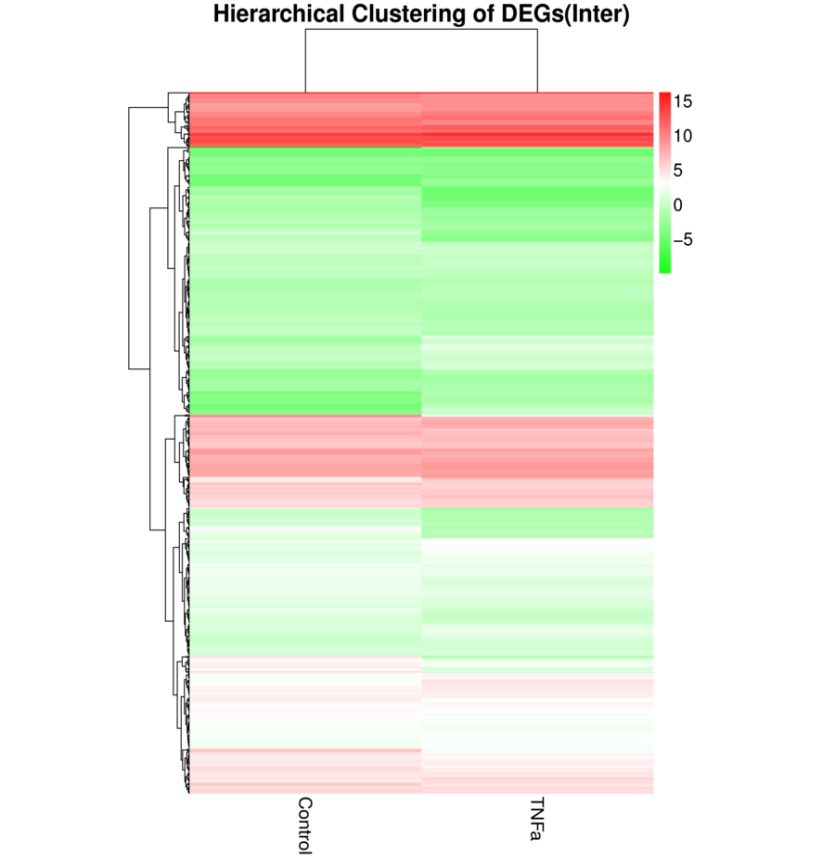 Hierarchical Clustering of DEGs(Inter)
15
10
5
0
−5
Control
TNFa